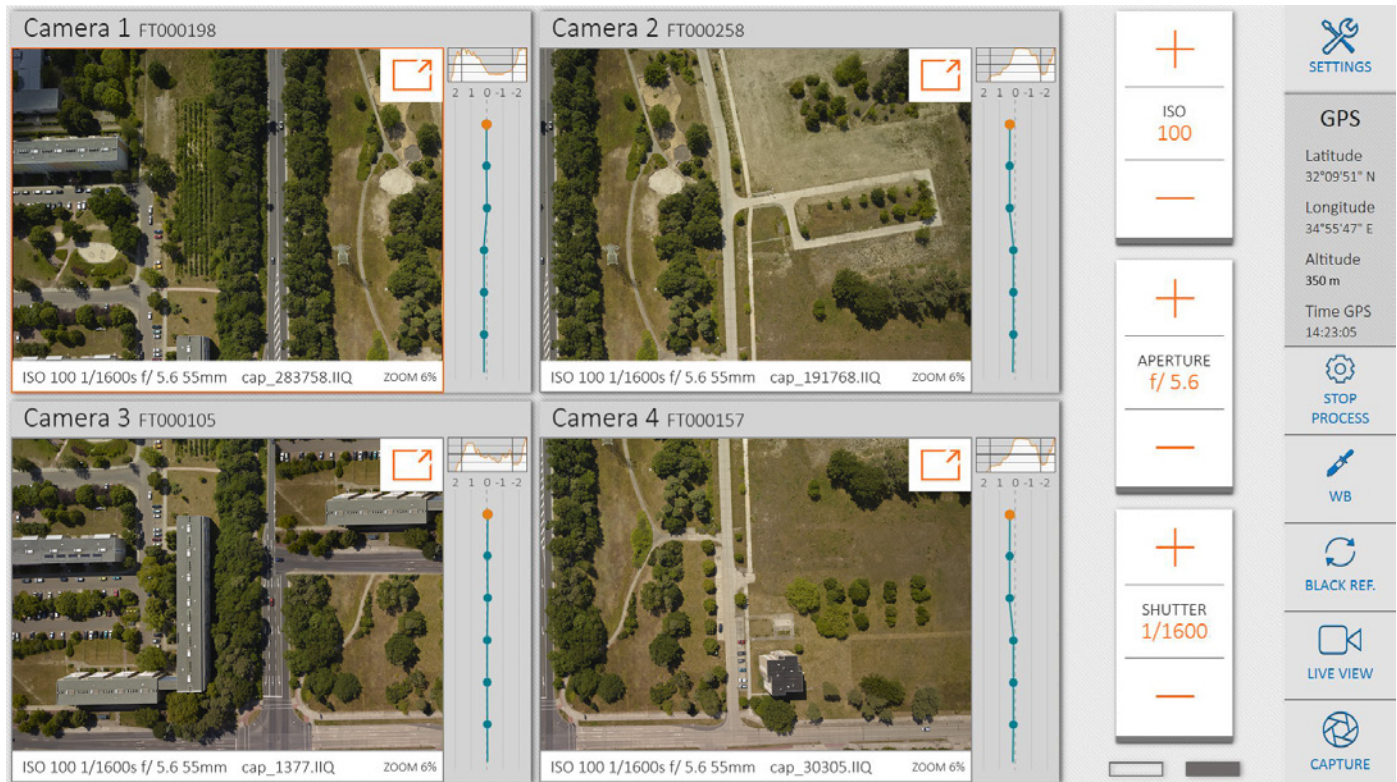 Camera 1 FT000198
2 1 0 -1 -2
ISO 100 1/1600s f/ 5.6 55mm cap_283758.IIQ ZOOM 6%
Camera 2 FT000258
2 1 0 -1 -2
ISO 100 1/1600s f/ 5.6 55mm cap_191768.IIQ ZOOM 6%
Camera 3 FT000105
2 1 0 -1 -2
ISO 100 1/1600s f/ 5.6 55mm cap_1377.IIQ ZOOM 6%
Camera 4 FT000157
2 1 0 -1 -2
ISO 100 1/1600s f/ 5.6 55mm cap_30305.IIQ ZOOM 6%
ISO
100
APERTURE
f/ 5.6
SHUTTER
1/1600
SETTINGS
GPS
Latitude
32°09'51" N
Longitude
34°55'47" E
Altitude
350 m
Time GPS
14:23:05
STOP
PROCESS
WB
BLACK REF.
LIVE VIEW
CAPTURE